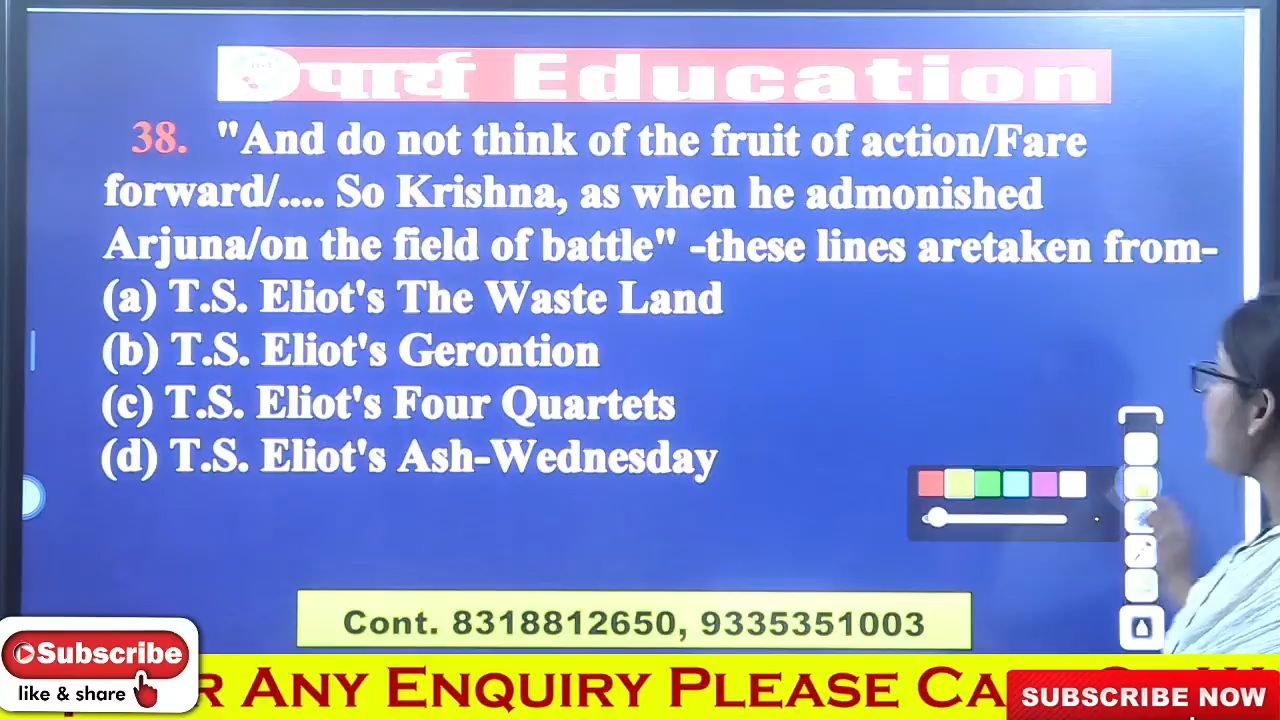 पार्य Education
38. "And do not think of the fruit of action/Fare
forward/.... So Krishna, as when he admonished
Arjuna/on the field of battle" -these lines aretaken from-
(a) T.S. Eliot's The Waste Land
(b) T.S. Eliot's Gerontion
(c) T.S. Eliot's Four Quartets
(d) T.S. Eliot's Ash-Wednesday
Cont. 8318812650, 9335351003
Subscribe
like & share
r Any Enquiry Please Ca
SUBSCRIBE NOW